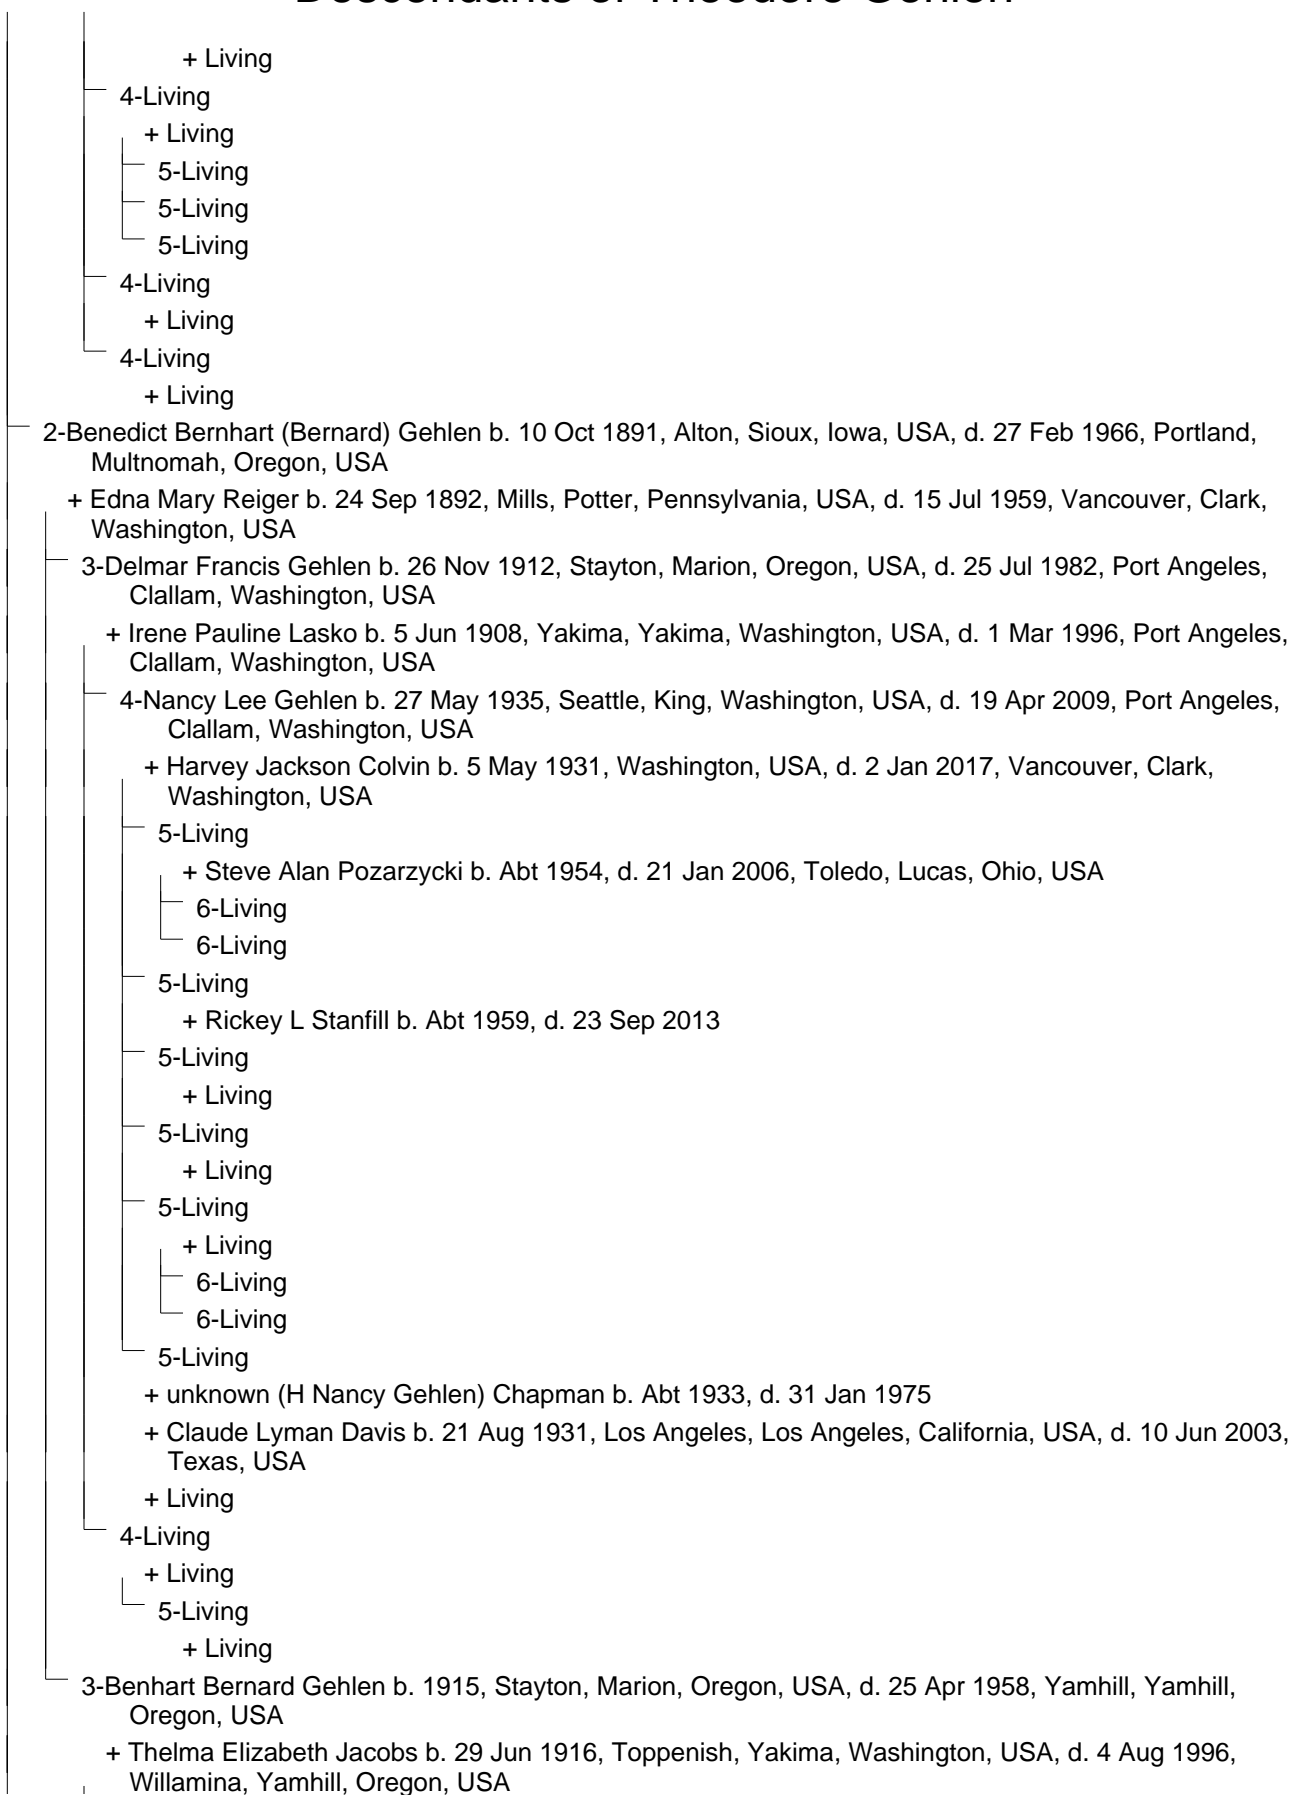 Descendants of Theodore Gehlen
+ Living
4-Living
+ Living
5-Living
5-Living
5-Living
4-Living
+ Living
4-Living
+ Living
2-Benedict Bernhart (Bernard) Gehlen b. 10 Oct 1891, Alton, Sioux, Iowa, USA, d. 27 Feb 1966, Portland,
Multnomah, Oregon, USA
+ Edna Mary Reiger b. 24 Sep 1892, Mills, Potter, Pennsylvania, USA, d. 15 Jul 1959, Vancouver, Clark,
Washington, USA
3-Delmar Francis Gehlen b. 26 Nov 1912, Stayton, Marion, Oregon, USA, d. 25 Jul 1982, Port Angeles,
Clallam, Washington, USA
+ Irene Pauline Lasko b. 5 Jun 1908, Yakima, Yakima, Washington, USA, d. 1 Mar 1996, Port Angeles,
Clallam, Washington, USA
4-Nancy Lee Gehlen b. 27 May 1935, Seattle, King, Washington, USA, d. 19 Apr 2009, Port Angeles,
Clallam, Washington, USA
+ Harvey Jackson Colvin b. 5 May 1931, Washington, USA, d. 2 Jan 2017, Vancouver, Clark,
Washington, USA
5-Living
+ Steve Alan Pozarzycki b. Abt 1954, d. 21 Jan 2006, Toledo, Lucas, Ohio, USA
6-Living
6-Living
5-Living
+ Rickey L Stanfill b. Abt 1959, d. 23 Sep 2013
5-Living
+ Living
5-Living
+ Living
5-Living
+ Living
6-Living
6-Living
5-Living
+ unknown (H Nancy Gehlen) Chapman b. Abt 1933, d. 31 Jan 1975
+ Claude Lyman Davis b. 21 Aug 1931, Los Angeles, Los Angeles, California, USA, d. 10 Jun 2003,
Texas, USA
+ Living
4-Living
+ Living
5-Living
+ Living
3-Benhart Bernard Gehlen b. 1915, Stayton, Marion, Oregon, USA, d. 25 Apr 1958, Yamhill, Yamhill,
Oregon, USA
+ Thelma Elizabeth Jacobs b. 29 Jun 1916, Toppenish, Yakima, Washington, USA, d. 4 Aug 1996,
Willamina, Yamhill, Oregon, USA